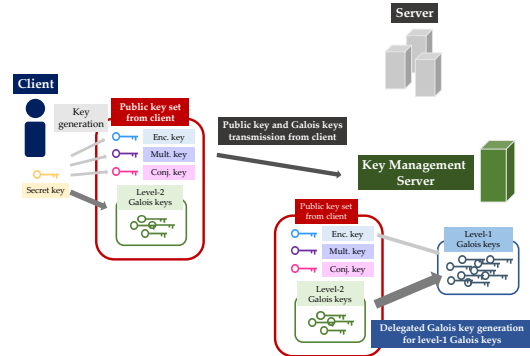 Server
Client
Key
generation
Public key set
from client
Enc. key
Mult. key
Conj. key
Secret key
Level-2
Galois keys
Public key and Galois keys
transmission from client
Key Management
Server
Public key set
from client
Enc. key
Mult. key
Conj. key
Level-2
Galois keys
Level-1
Galois keys
Delegated Galois key generation
for level-1 Galois keys